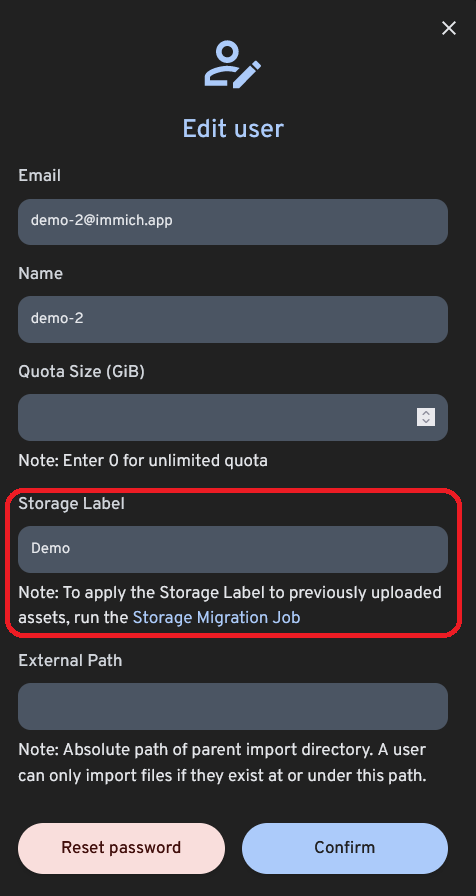 Edit user
Email
demo-2@immich.app
Name
demo-2
Quota Size (GiB)
Note: Enter 0 for unlimited quota
Storage Label
Demo
Note: To apply the Storage Label to previously uploaded
assets, run the Storage Migration Job
External Path
Note: Absolute path of parent import directory. A user
can only import files if they exist at or under this path.
Reset password
Confirm